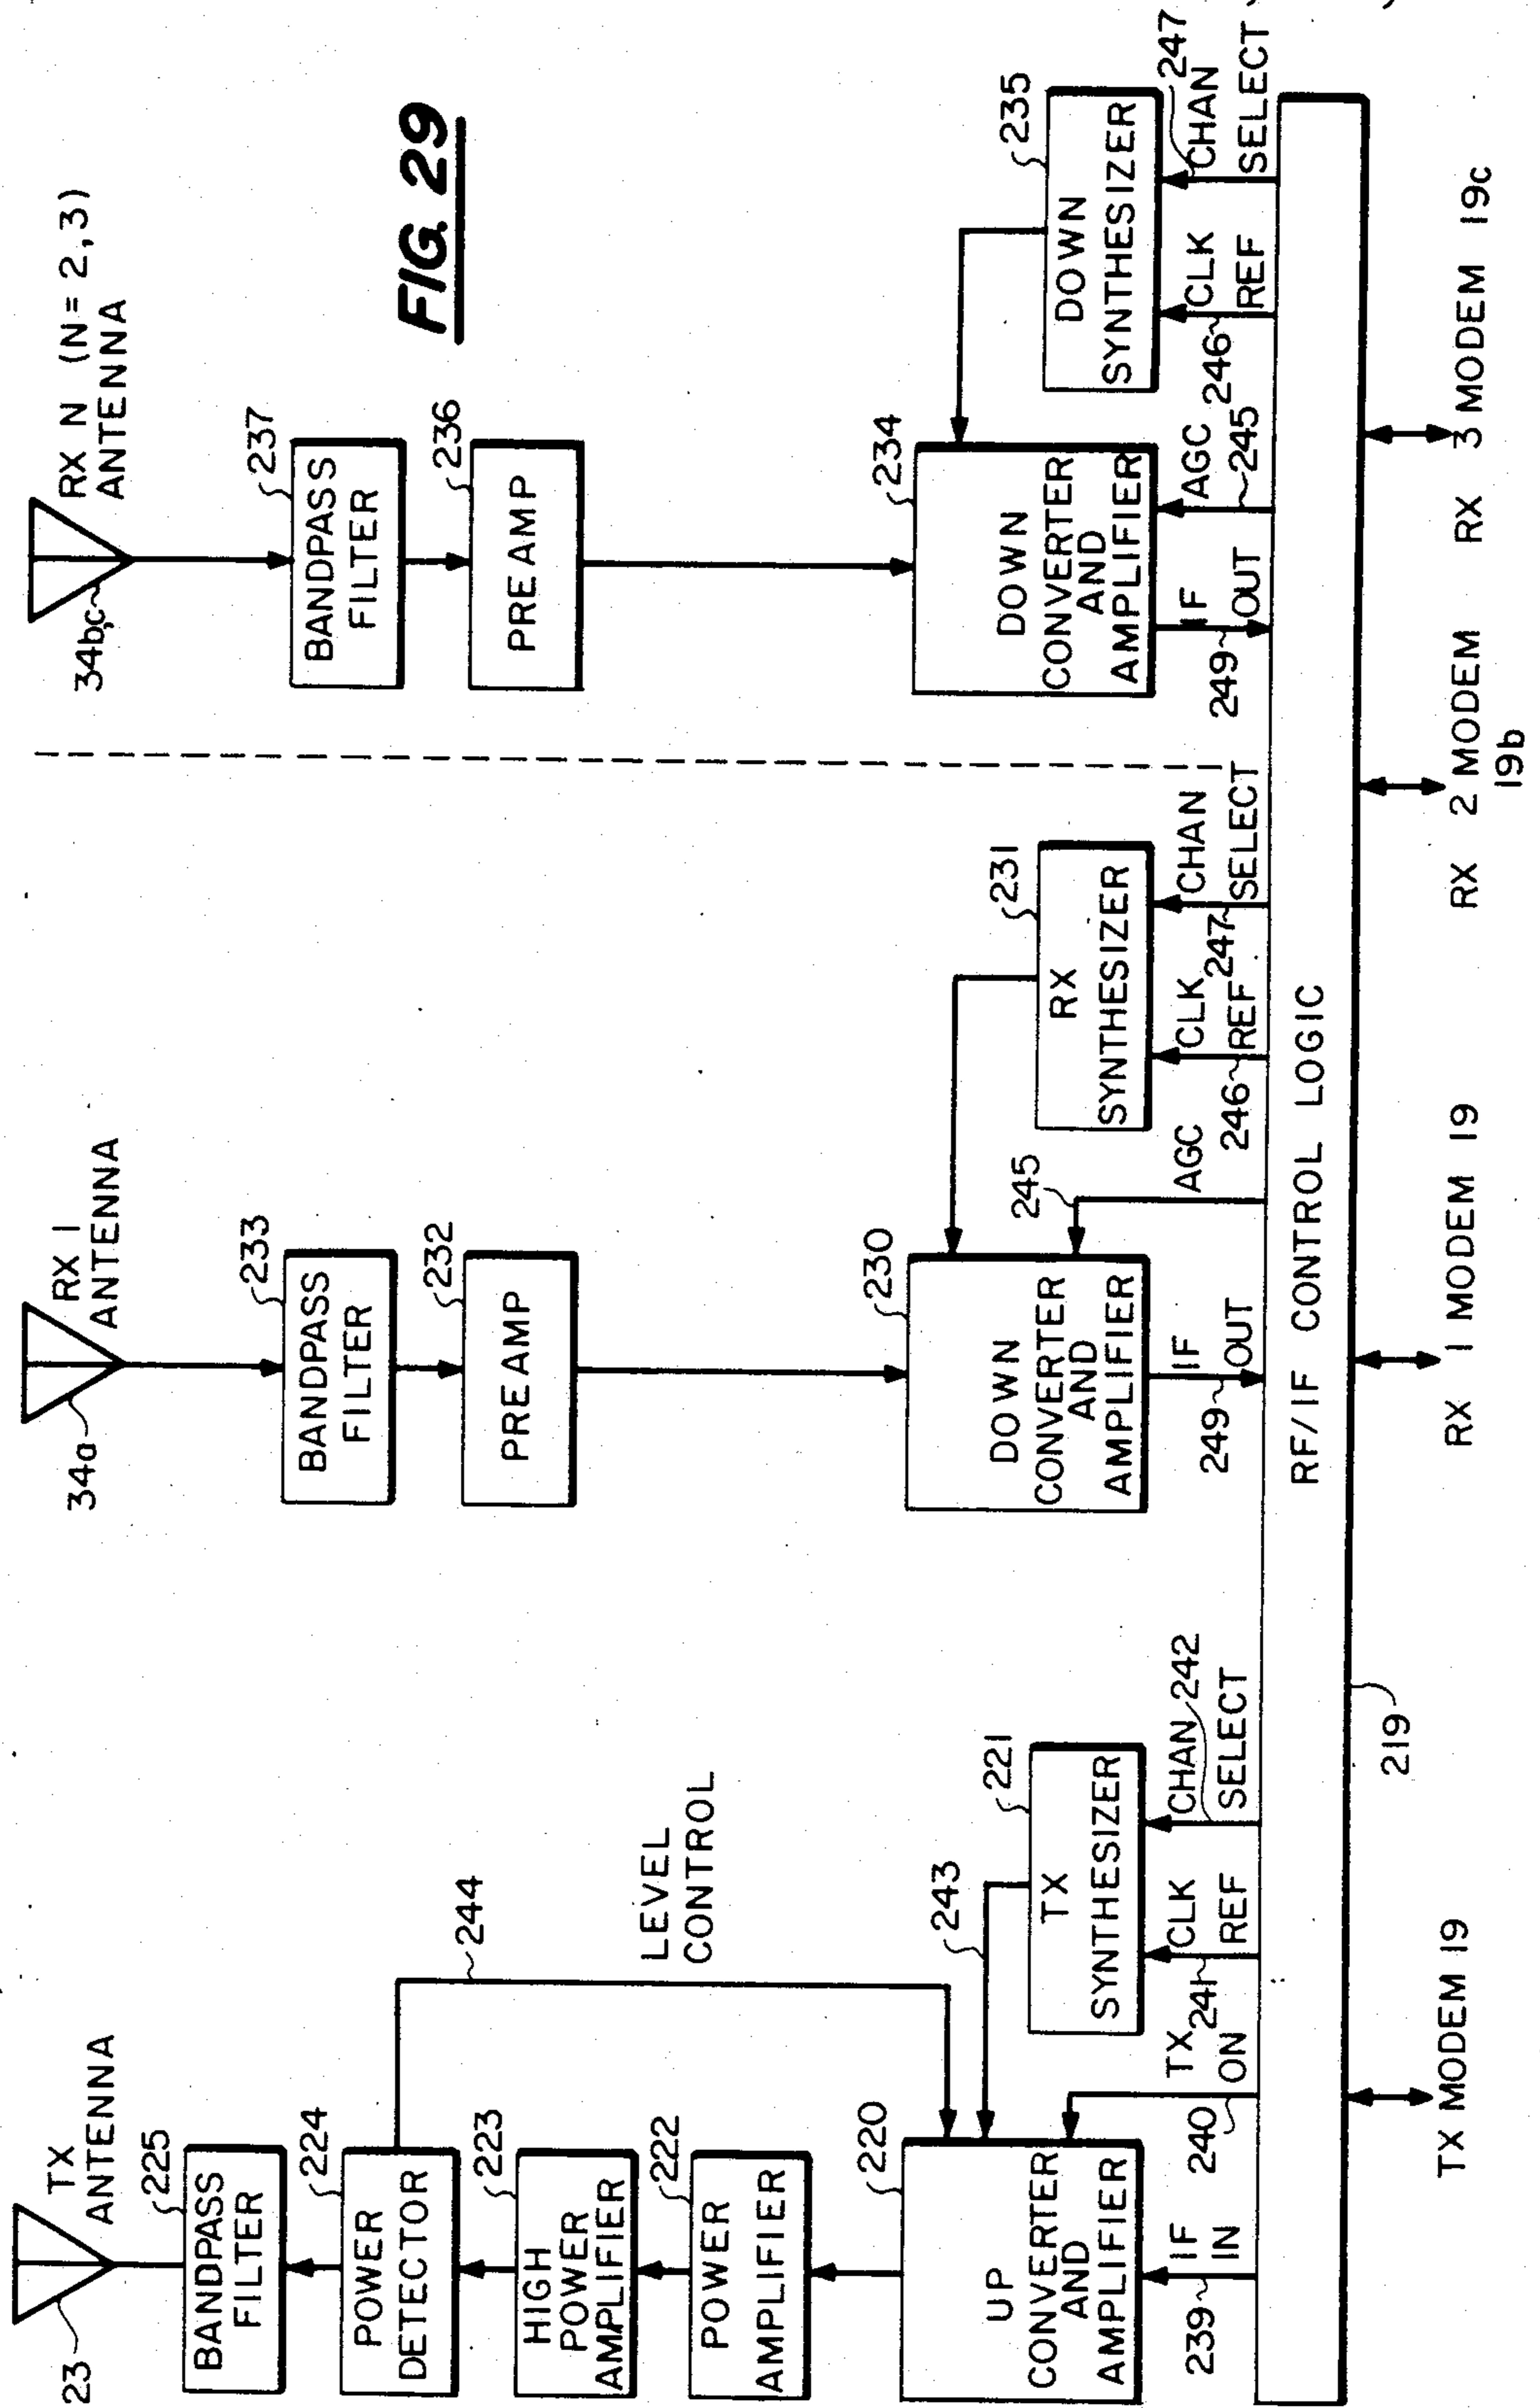 FIG. 29
TX
ANTENNA
23
225
BANDPASS
FILTER
224
POWER
DETECTOR
244
LEVEL
CONTROL
223
HIGH
POWER
AMPLIFIER
222
POWER
AMPLIFIER
220
UP
CONVERTER
AND
AMPLIFIER
243
221
TX
SYNTHESIZER
239
IF
IN
240
TX
ON
241
CLK
REF
CHAN 242
SELECT
RX 1
ANTENNA
34a
233
BANDPASS
FILTER
232
PREAMP
230
DOWN
CONVERTER
AND
AMPLIFIER
245
AGC
249
IF
OUT
231
RX
SYNTHESIZER
246
CLK
REF
247
CHAN
SELECT
RX N (N=2,3)
ANTENNA
34bc
237
BANDPASS
FILTER
236
PREAMP
234
DOWN
CONVERTER
AND
AMPLIFIER
249
IF
OUT
AGC
245
235
DOWN
SYNTHESIZER
246
CLK
REF
247
CHAN
SELECT
RF/IF CONTROL LOGIC
219
TX MODEM 19
RX 1 MODEM 19
RX 2 MODEM
19b
RX 3 MODEM 19c